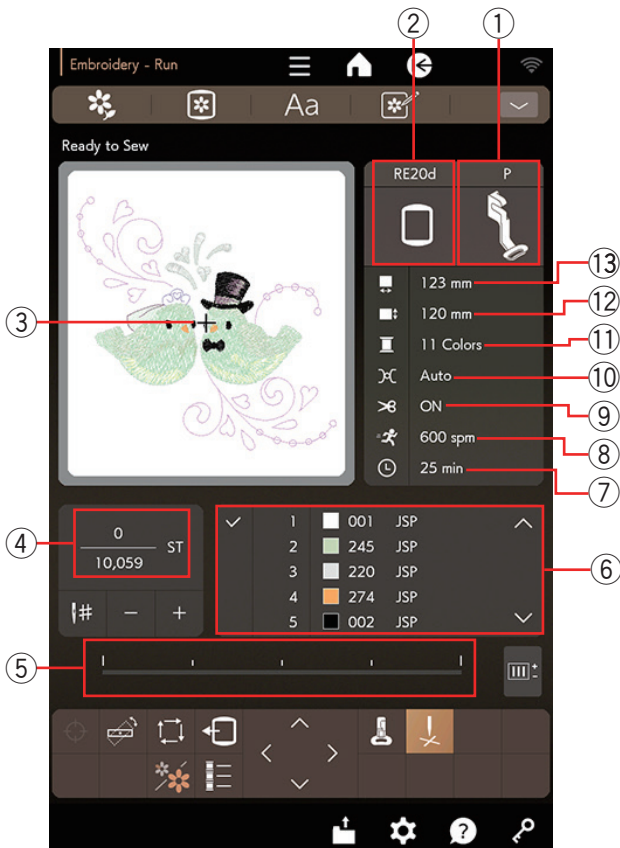 ② ①
Embroidery - Run
Aa
Ready to Sew
RE20d P
③
123 mm ⑬
120 mm ⑫
11 Colors ⑪
Auto ⑩
ON ⑨
600 spm ⑧
25 min ⑦
④
0
10,059
ST
# − +
✓ 1 001 JSP
2 245 JSP
3 220 JSP
4 274 JSP
5 002 JSP
⑥
⑤
?